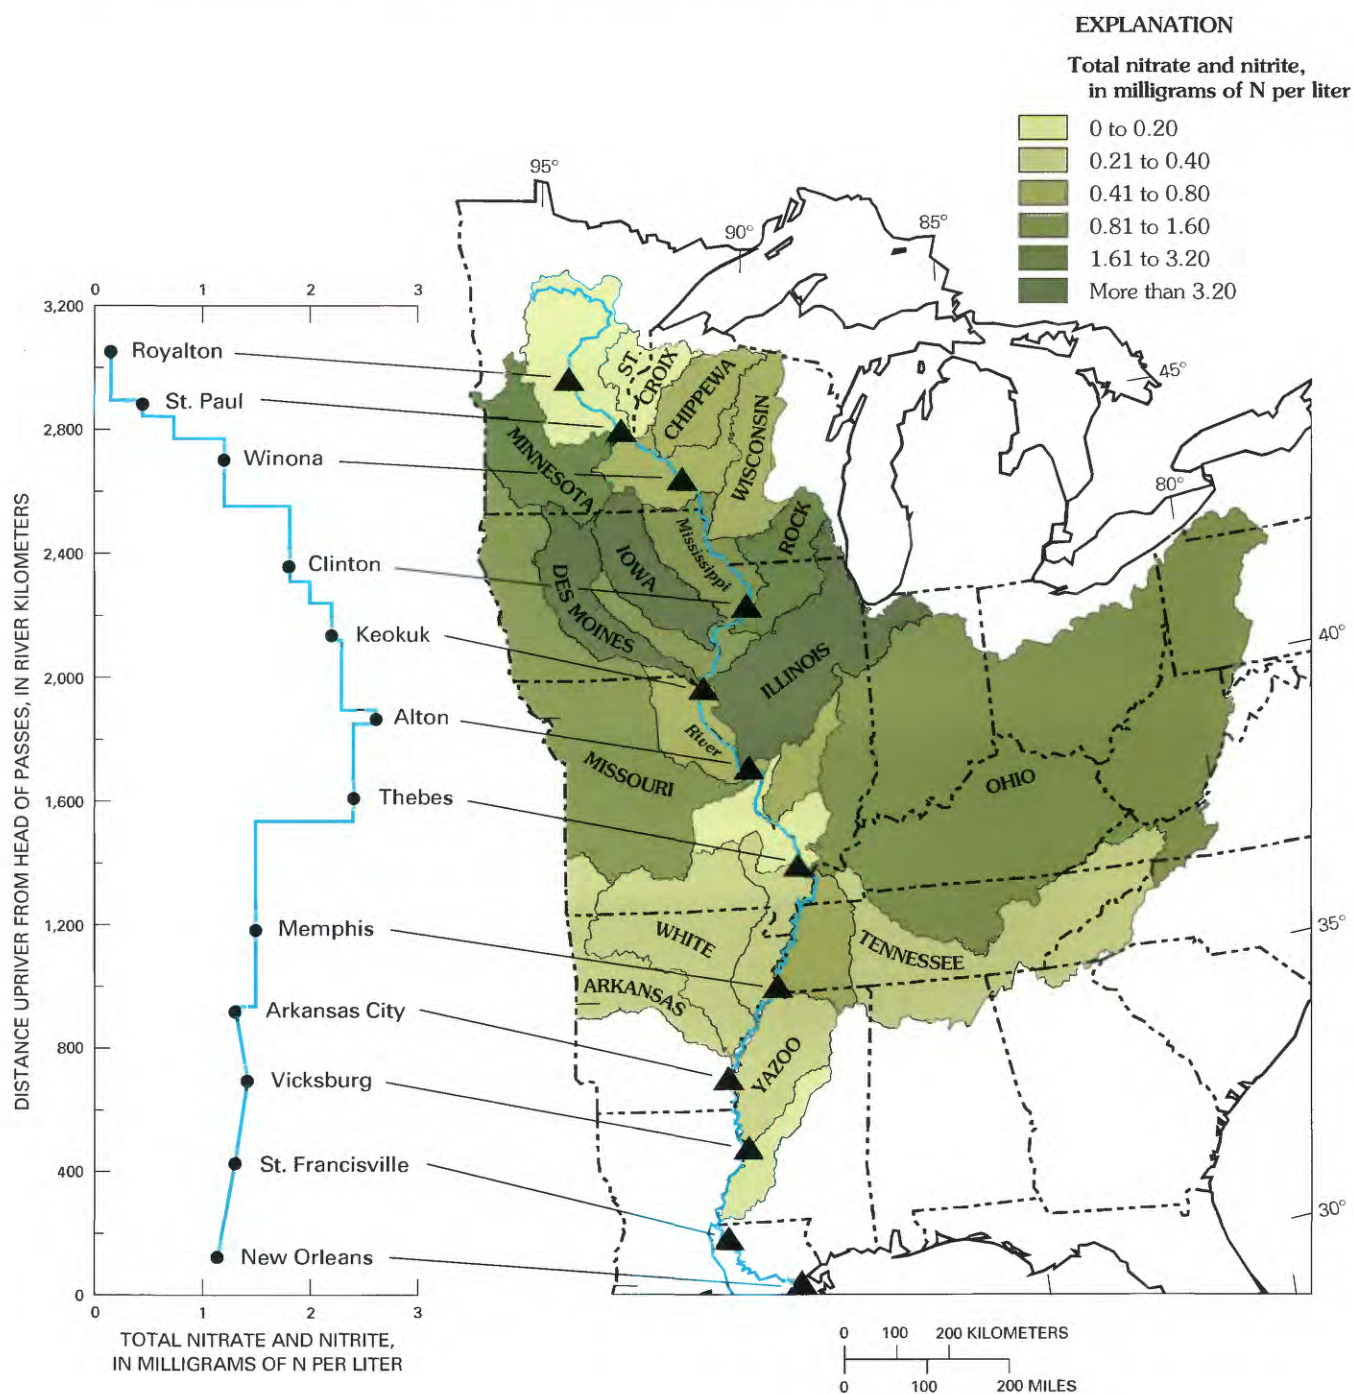 EXPLANATION
Total nitrate and nitrite,
in milligrams of N per liter
0 to 0.20
0.21 to 0.40
0.41 to 0.80
0.81 to 1.60
1.61 to 3.20
More than 3.20
95°
90°
85°
45°
80°
40°
35°
30°
0 1 2 3
3,200
2,800
2,400
2,000
1,600
1,200
800
400
0
0 1 2 3
DISTANCE UPRIVER FROM HEAD OF PASSES, IN RIVER KILOMETERS
TOTAL NITRATE AND NITRITE,
IN MILLIGRAMS OF N PER LITER
Royalton
St. Paul
Winona
Clinton
Keokuk
Alton
Thebes
Memphis
Arkansas City
Vicksburg
St. Francisville
New Orleans
ST.
CROIX
CHIPPEWA
WISCONSIN
MINNESOTA
ROCK
Mississippi
IOWA
DES MOINES
ILLINOIS
River
MISSOURI
OHIO
WHITE
TENNESSEE
ARKANSAS
YAZOO
0 100 200 KILOMETERS
0 100 200 MILES